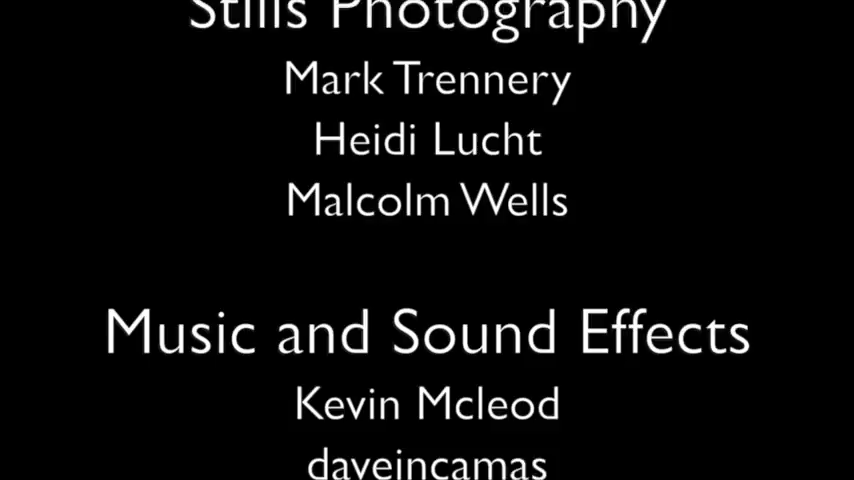 Stills Photography
Mark Trennery
Heidi Lucht
Malcolm Wells
Music and Sound Effects
Kevin Mcleod
daveincamas